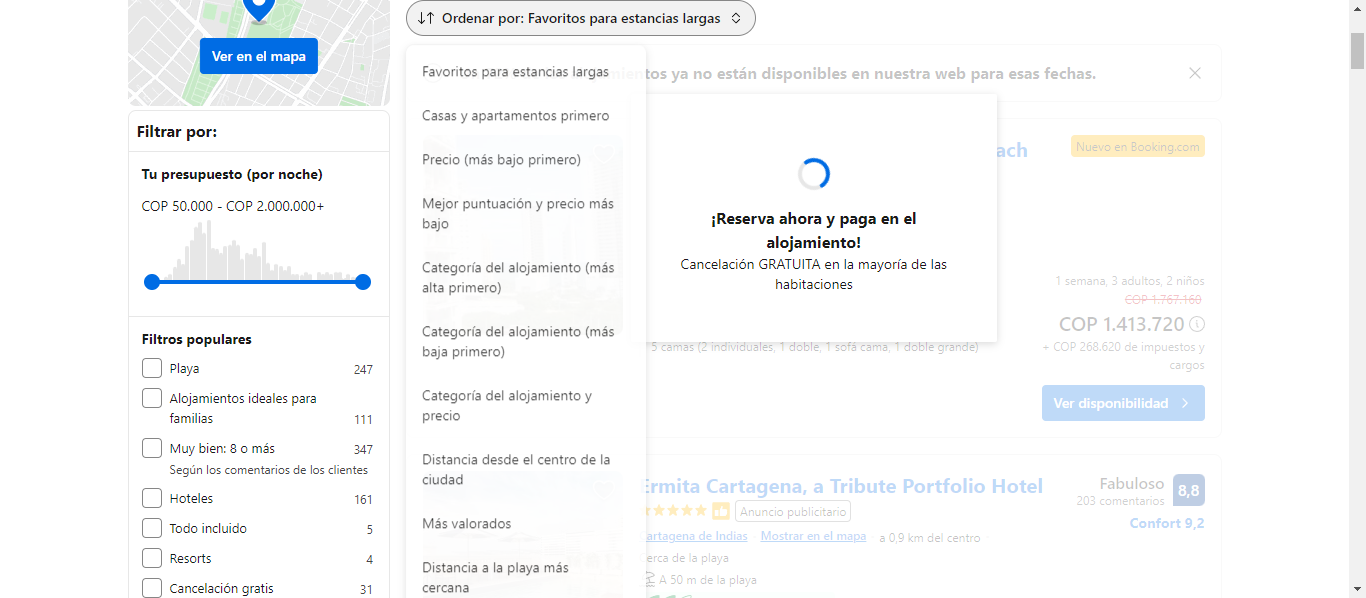 Ver en el mapa
Filtrar por:
Tu presupuesto (por noche)
COP 50.000 - COP 2.000.000+
Filtros populares
Playa 247
Alojamientos ideales para
familias 111
Muy bien: 8 o más 347
Según los comentarios de los clientes
Hoteles 161
Todo incluido 5
Resorts 4
Cancelación gratis 31
Ordenar por: Favoritos para estancias largas
Favoritos para estancias largas
Casas y apartamentos primero
Precio (más bajo primero)
Mejor puntuación y precio más
bajo
Categoría del alojamiento (más
alta primero)
Categoría del alojamiento (más
baja primero)
Categoría del alojamiento y
precio
Distancia desde el centro de la
ciudad
Más valorados
Distancia a la playa más
cercana
ya no están disponibles en nuestra web para esas fechas.
¡Reserva ahora y paga en el
alojamiento!
Cancelación GRATUITA en la mayoría de las
habitaciones
ach
Nuevo en Booking.com
1 semana, 3 adultos, 2 niños
COP 1.767.160
COP 1.413.720
+ COP 268.620 de impuestos y
cargos
5 camas (2 individuales, 1 doble, 1 sofá cama, 1 doble grande)
Ver disponibilidad
Ermita Cartagena, a Tribute Portfolio Hotel
Anuncio publicitario
artagena de Indias Mostrar en el mapa a 0,9 km del centro
erca de la playa
A 50 m de la playa
Fabuloso 8,8
203 comentarios
Confort 9,2